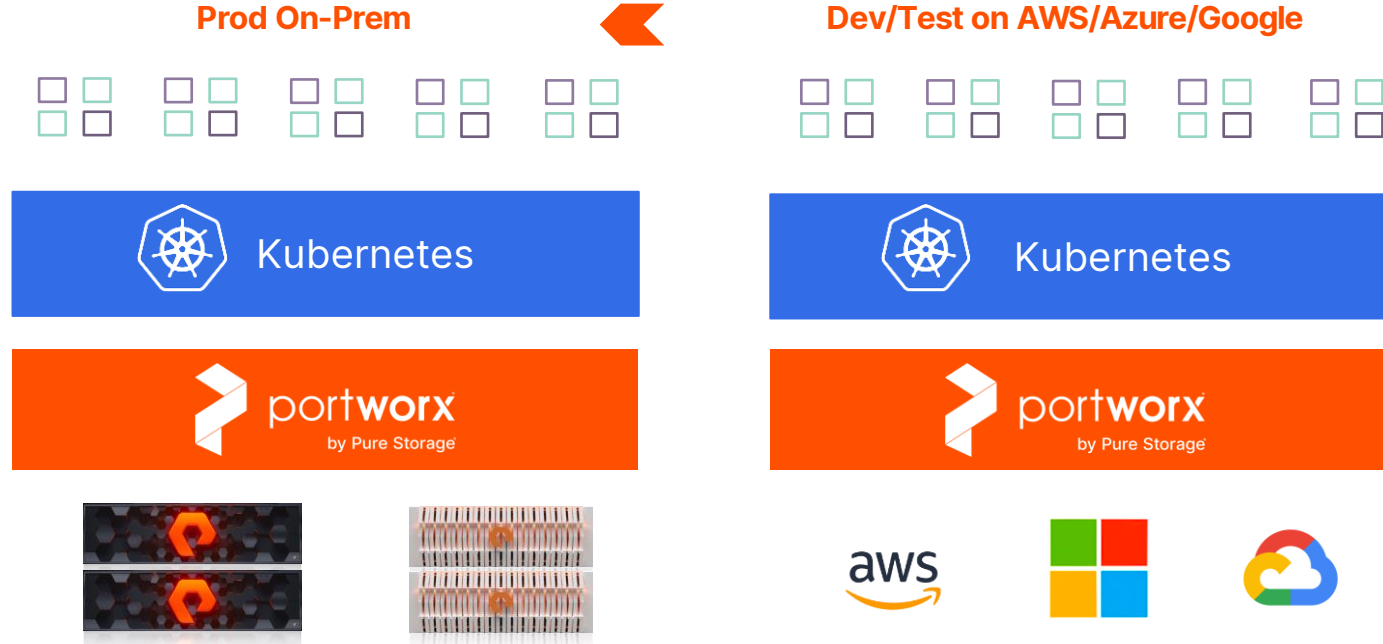 Prod On-Prem
Dev/Test on AWS/Azure/Google
Kubernetes
Kubernetes
portworx
by Pure Storage
portworx
by Pure Storage
aws